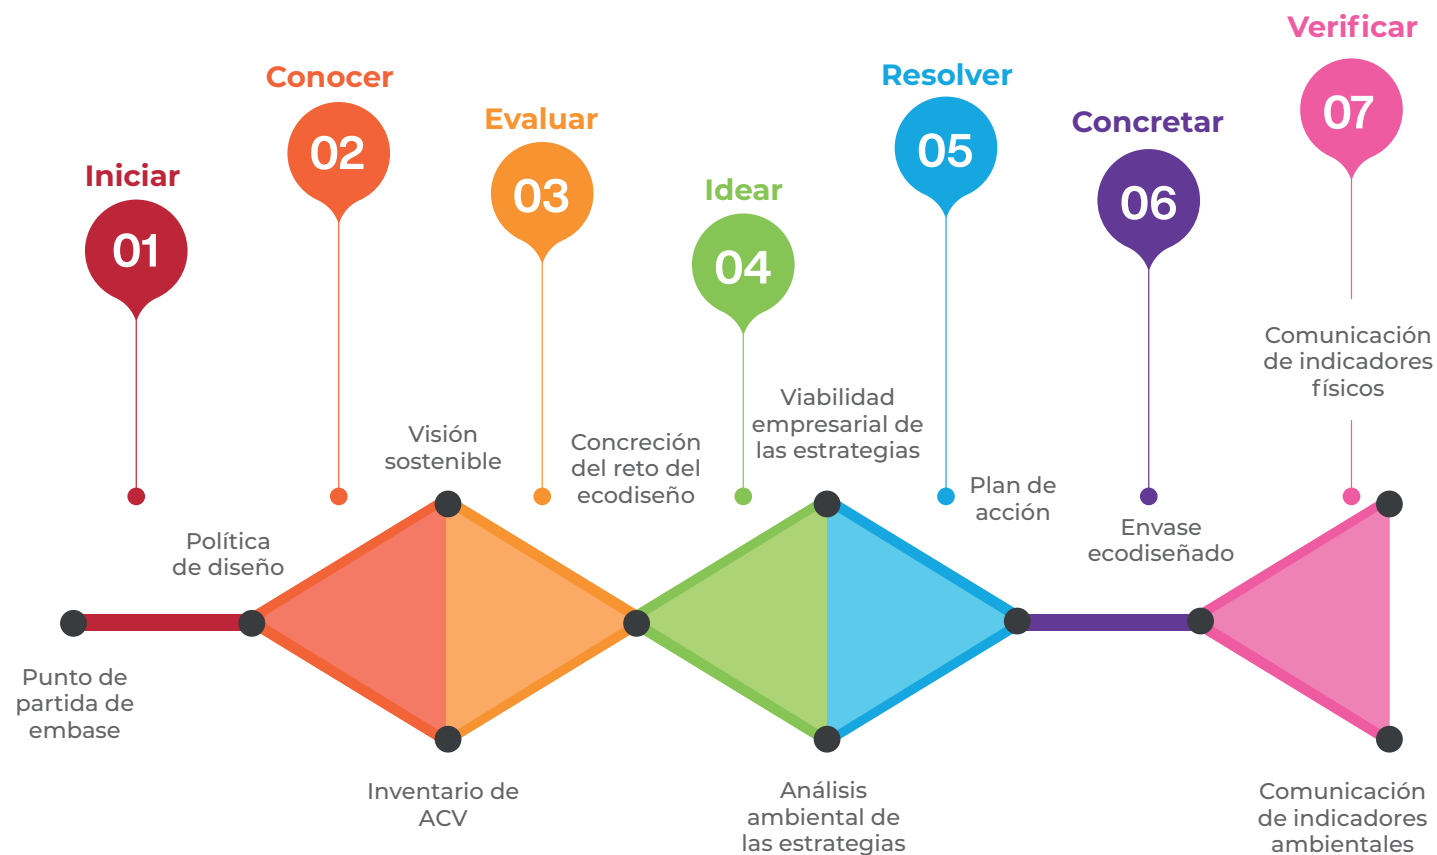 Iniciar
01
Conocer
02
Evaluar
03
Idear
04
Resolver
05
Concretar
06
Verificar
07
Punto de
partida de
embase
Política
de diseño
Visión
sostenible
Inventario de
ACV
Concreción
del reto del
ecodiseño
Viabilidad
empresarial de
las estrategias
Análisis
ambiental de
las estrategias
Plan de
acción
Envase
ecodiseñado
Comunicación
de indicadores
físicos
Comunicación
de indicadores
ambientales